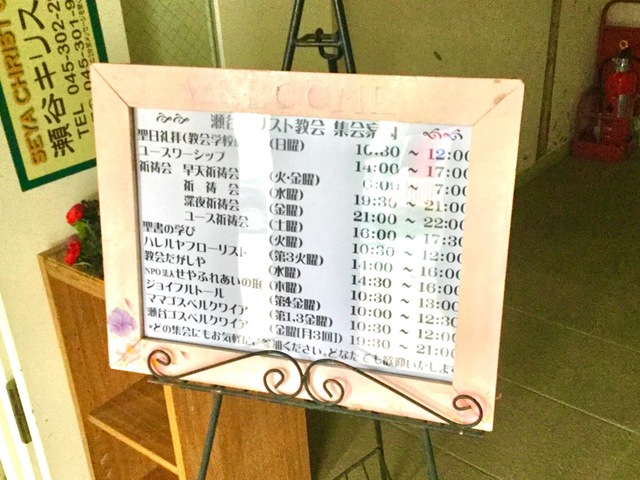 SEYA CHRIST
瀬谷キリス
TEL 045-302-2
045-301-9
WELCOME
瀬谷キリスト教会 集会案内
聖日礼拝(教会学校 (日曜) 10:30 ~ 12:00
ユースワーシップ 14:00 ~ 17:00
祈祷会 早天祈祷会 (火・金曜) 6:00 ~ 7:00
祈祷会 (水曜) 19:30 ~ 21:00
深夜祈祷会 (金曜) 21:00 ~ 22:00
ユース祈祷会 (土曜) 16:00 ~ 17:30
聖書の学び (火曜) 10:30 ~ 12:00
ハレルヤフローリスト (第3火曜) 14:00 ~ 16:00
教会だがしや (水曜) 14:30 ~ 16:00
NPO法人せやふれあいの (木曜) 10:30 ~ 13:00
ジョイフルトール (第4金曜) 10:00 ~ 12:30
ママゴスペルクワイア (第1.3金曜) 10:30 ~ 12:00
瀬谷ゴスペルクワイア (金曜[月3回]) 19:30 ~ 21:00
*どの集会にもお気軽にご参加ください。どなたでも歓迎いたします